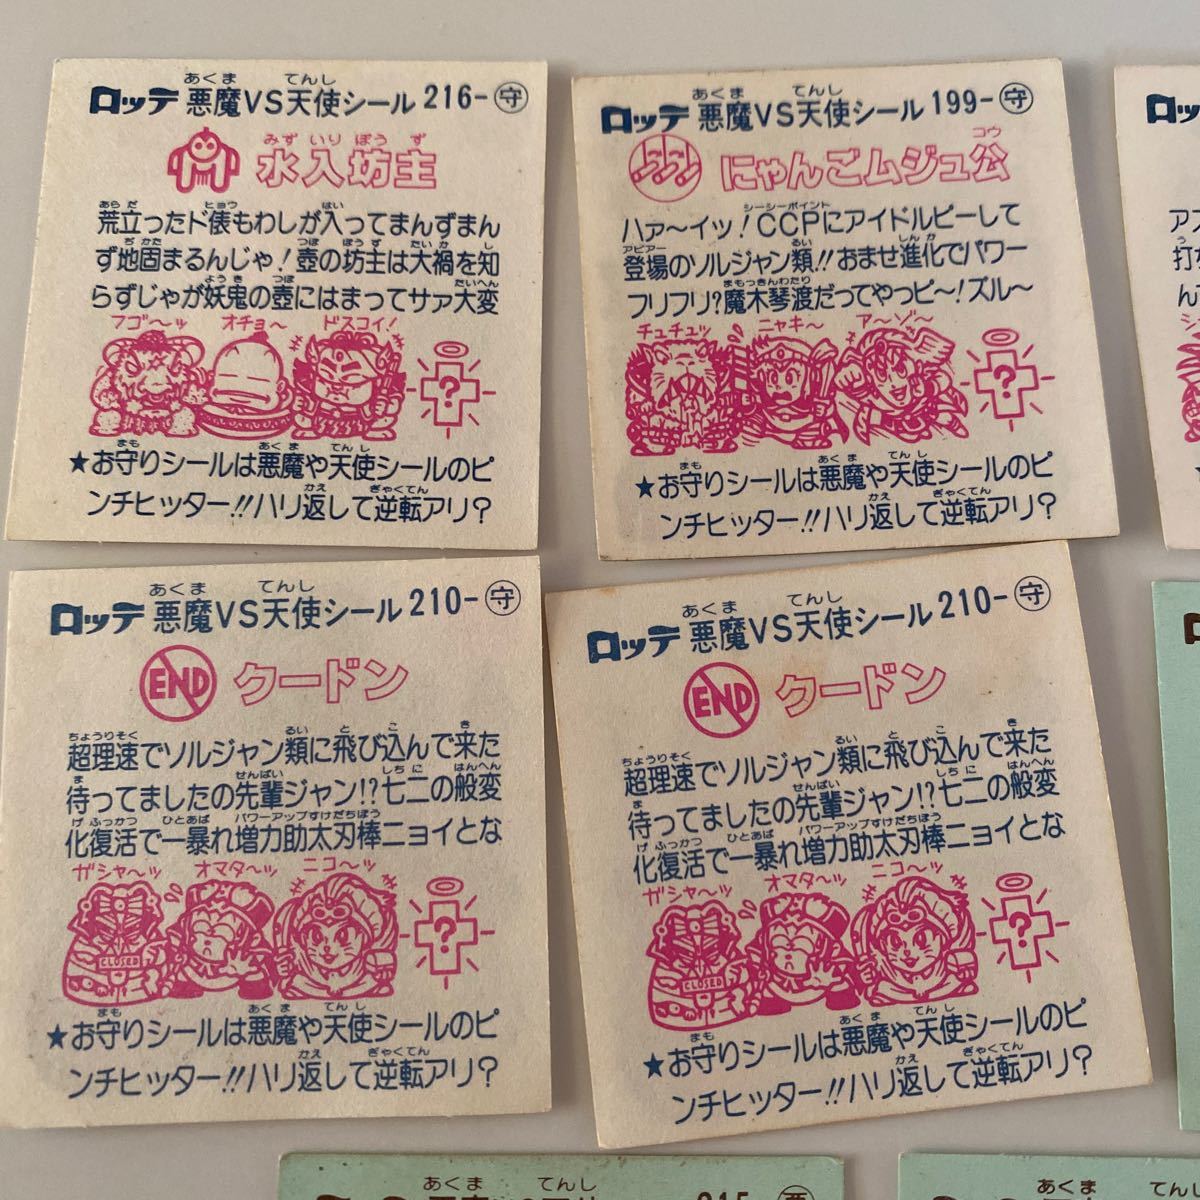 ロッテ 悪魔VS天使シール 216-守
水入坊主
荒立ったド俵もわしが入ってまんずまん
ず地固まるんじゃ！壺の坊主は大禍を知
らずじゃが妖鬼の壺にはまってサァ大変
フゴ〜ッ オチョ〜 ドスコイ！
?
★お守りシールは悪魔や天使シールのピ
ンチヒッター!!ハリ返して逆転アリ？
ロッテ 悪魔VS天使シール 199-守
にゃんごムジュ公
ハァ〜イッ！CCPにアイドルピーして
登場のソルジャン類!!おませ進化でパワー
フリフリ？魔木琴渡だってやっピ〜！ズル〜
チュチュッ ニャキ〜 ア〜ゾ〜
?
★お守りシールは悪魔や天使シールのピ
ンチヒッター!!ハリ返して逆転アリ？
ロッテ 悪魔VS天使シール 210-守
END クードン
超理速でソルジャン類に飛び込んで来た
待ってましたの先輩ジャン!?七二の般変
化復活で一暴れ増力助太刀棒ニョイとな
ガシャ〜ッ オマタ〜ッ ニコ〜ッ
CLOSED
?
★お守りシールは悪魔や天使シールのピ
ンチヒッター!!ハリ返して逆転アリ？
ロッテ 悪魔VS天使シール 210-守
END クードン
超理速でソルジャン類に飛び込んで来た
待ってましたの先輩ジャン!?七二の般変
化復活で一暴れ増力助太刀棒ニョイとな
ガシャ〜ッ オマタ〜ッ ニコ〜ッ
CLOSED
?
★お守りシールは悪魔や天使シールのピ
ンチヒッター!!ハリ返して逆転アリ？
あくま てんし
215-
あくま てんし